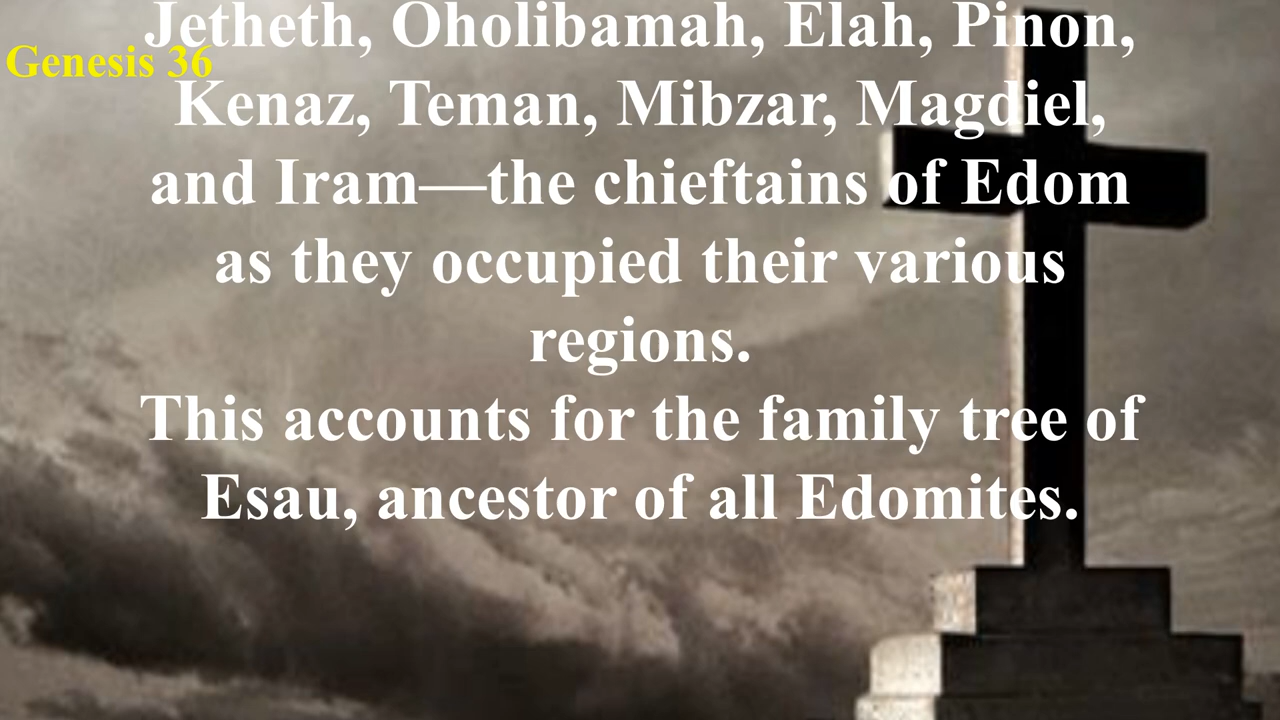 Jetheth, Oholibamah, Elah, Pinon,
Genesis 36
Kenaz, Teman, Mibzar, Magdiel,
and Iram—the chieftains of Edom
as they occupied their various
regions.
This accounts for the family tree of
Esau, ancestor of all Edomites.